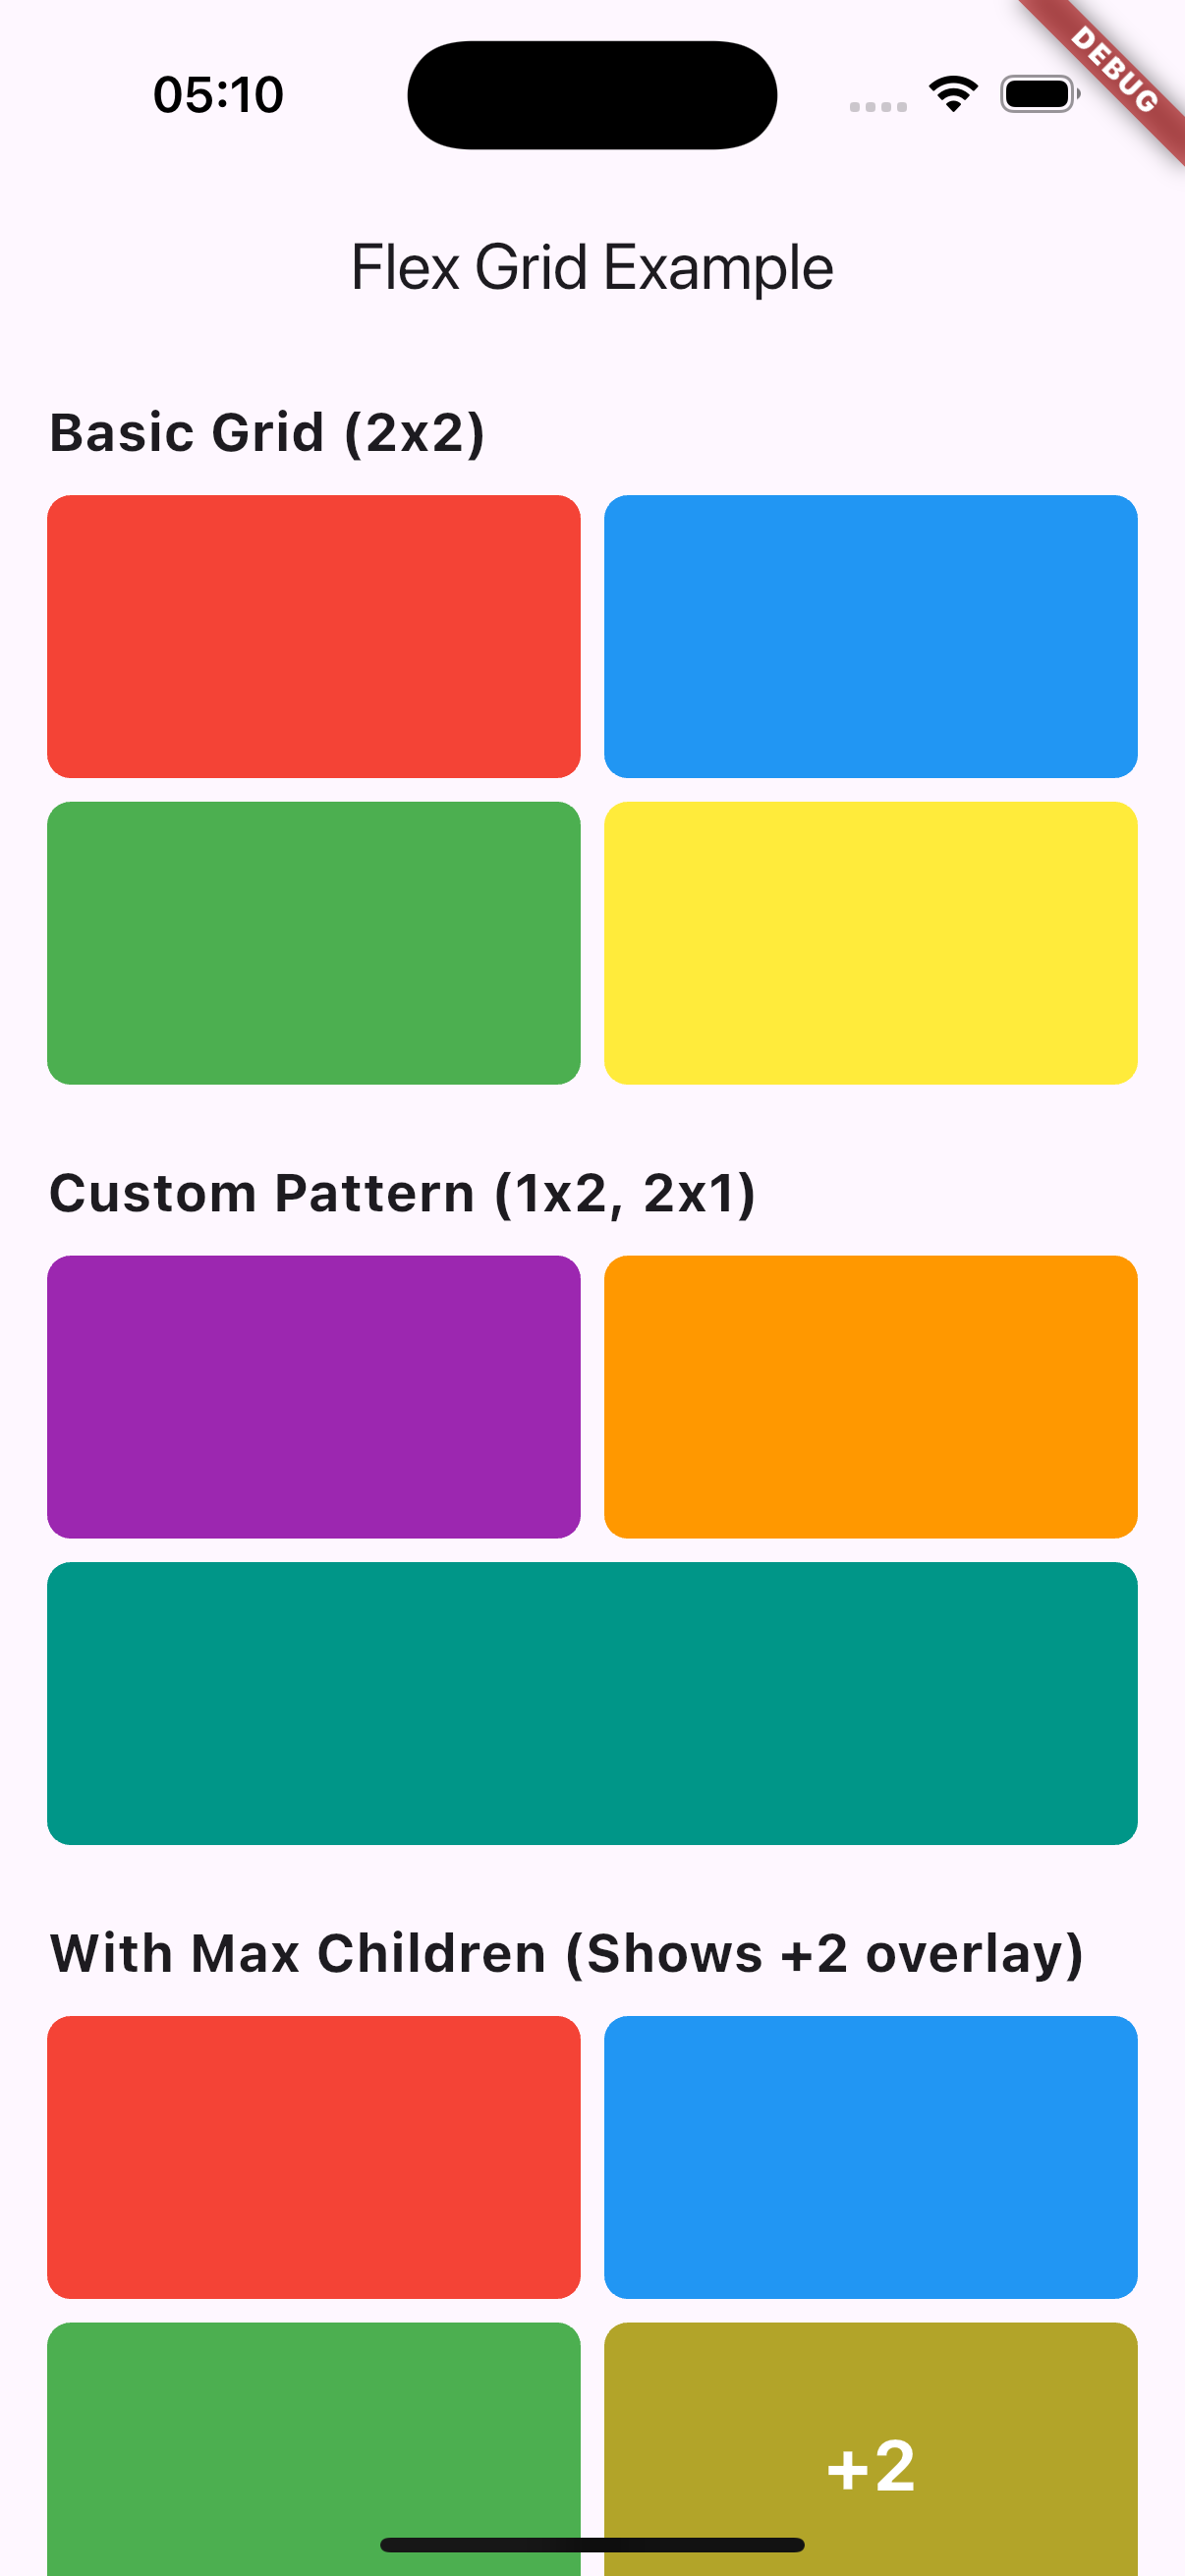 05:10
DEBUG
Flex Grid Example
Basic Grid (2x2)
Custom Pattern (1x2, 2x1)
With Max Children (Shows +2 overlay)
+2